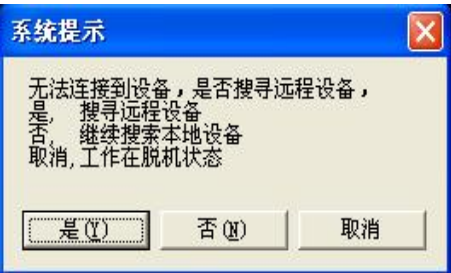 系统提示
无法连接到设备，是否搜寻远程设备，
是， 搜寻远程设备
否， 继续搜索本地设备
取消,工作在脱机状态
是(Y) 否(N) 取消